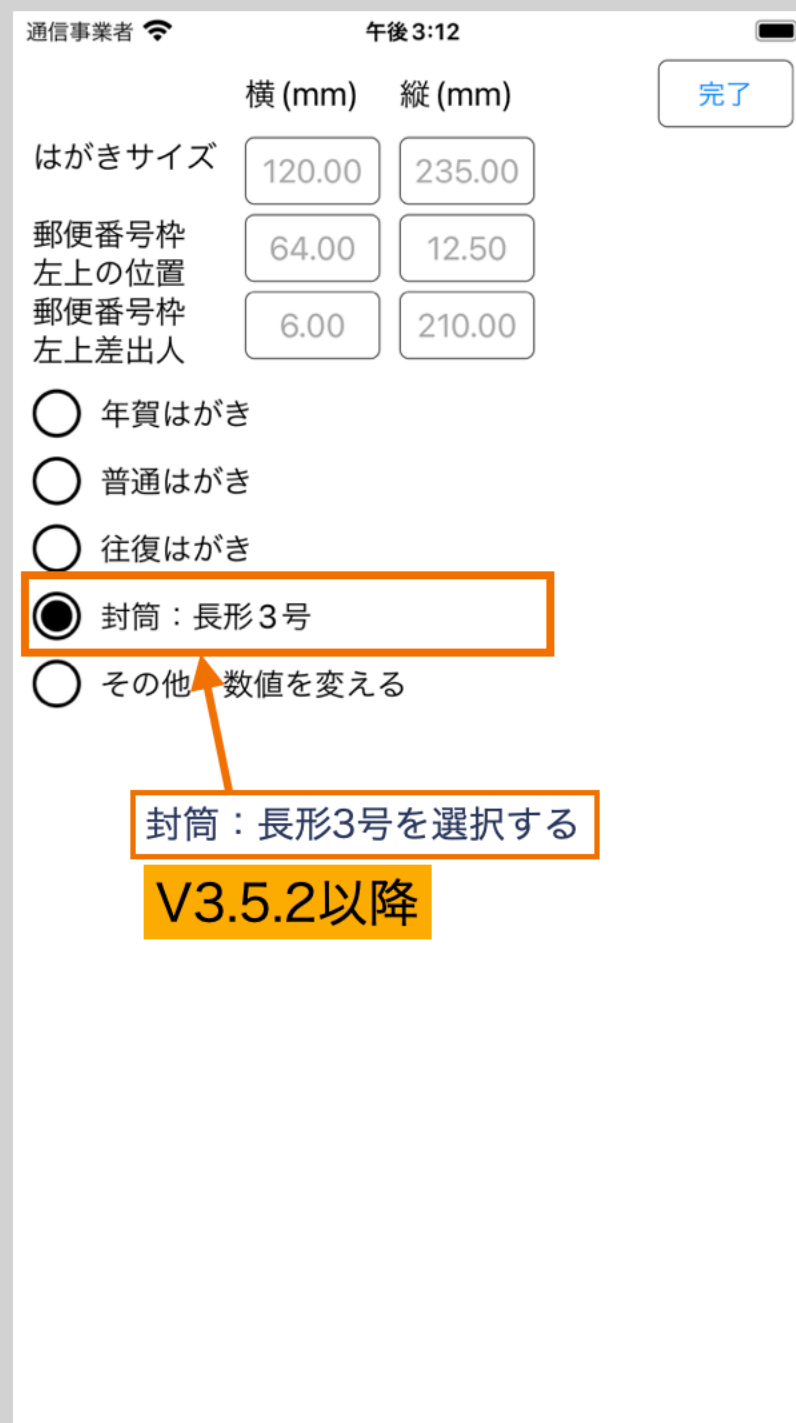 通信事業者 午後3:12
横(mm) 縦(mm) 完了
はがきサイズ 120.00 235.00
郵便番号枠
左上の位置 64.00 12.50
郵便番号枠
左上差出人 6.00 210.00
年賀はがき
普通はがき
往復はがき
封筒：長形3号
その他 数値を変える
封筒：長形3号を選択する
V3.5.2以降